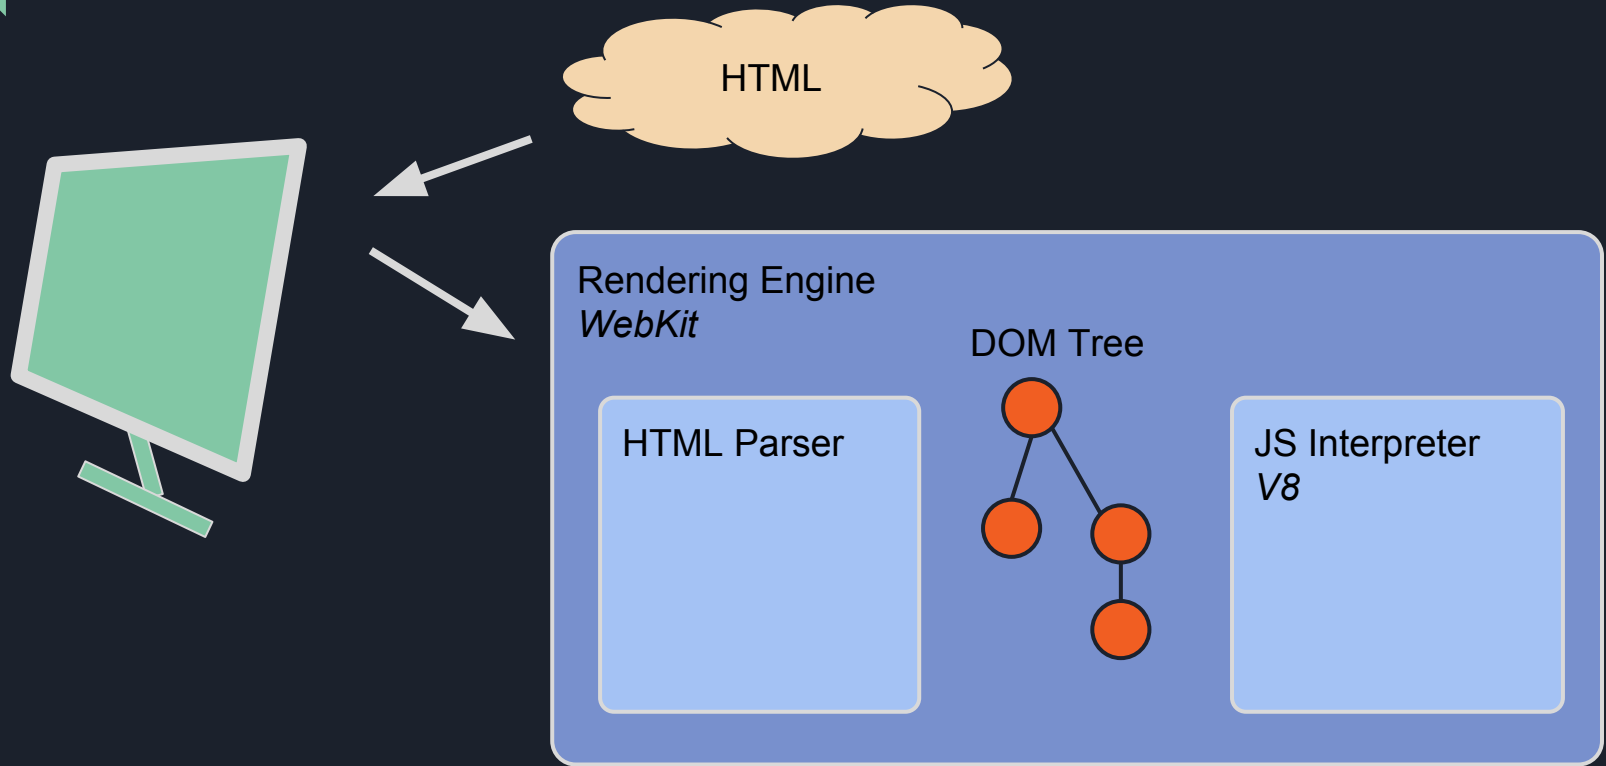 HTML
Rendering Engine
WebKit
DOM Tree
HTML Parser
JS Interpreter
V8